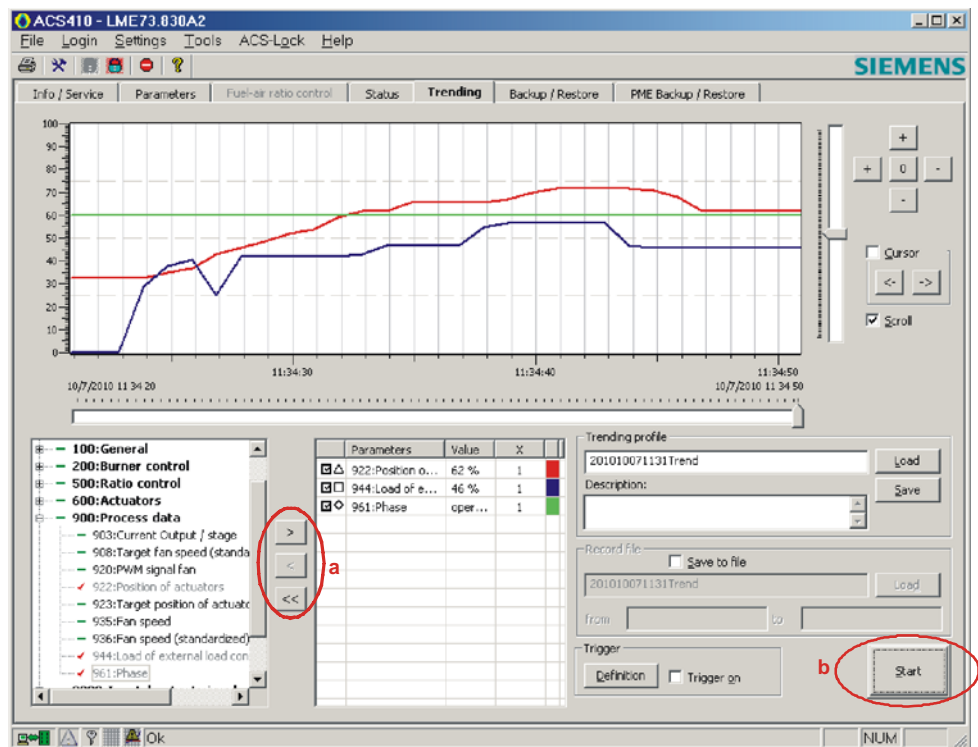 ACS410 - LME73.830A2
File Login Settings Tools ACS-Lock Help
SIEMENS
Info / Service Parameters Fuel-air ratio control Status Trending Backup / Restore PME Backup / Restore
100
90
80
70
60
50
40
30
20
10
0
11:34:30 11:34:40 11:34:50
10/7/2010 11 34 20 10/7/2010 11 34 50
+
+ 0 -
-
Cursor
<- ->
Scroll
100:General
200:Burner control
500:Ratio control
600:Actuators
900:Process data
903:Current Output / stage
908:Target fan speed (standa
920:PWM signal fan
922:Position of actuators
923:Target position of actuato
935:Fan speed
936:Fan speed (standardized)
944:Load of external load con
961:Phase
>
<
<<
a
Parameters Value X
922:Position o... 62 % 1
944:Load of e... 46 % 1
961:Phase oper... 1
Trending profile
201010071131Trend Load
Description: Save
Record file
Save to file
201010071131Trend Load
from to
Trigger
Definition Trigger on
b
Start
Ok NUM